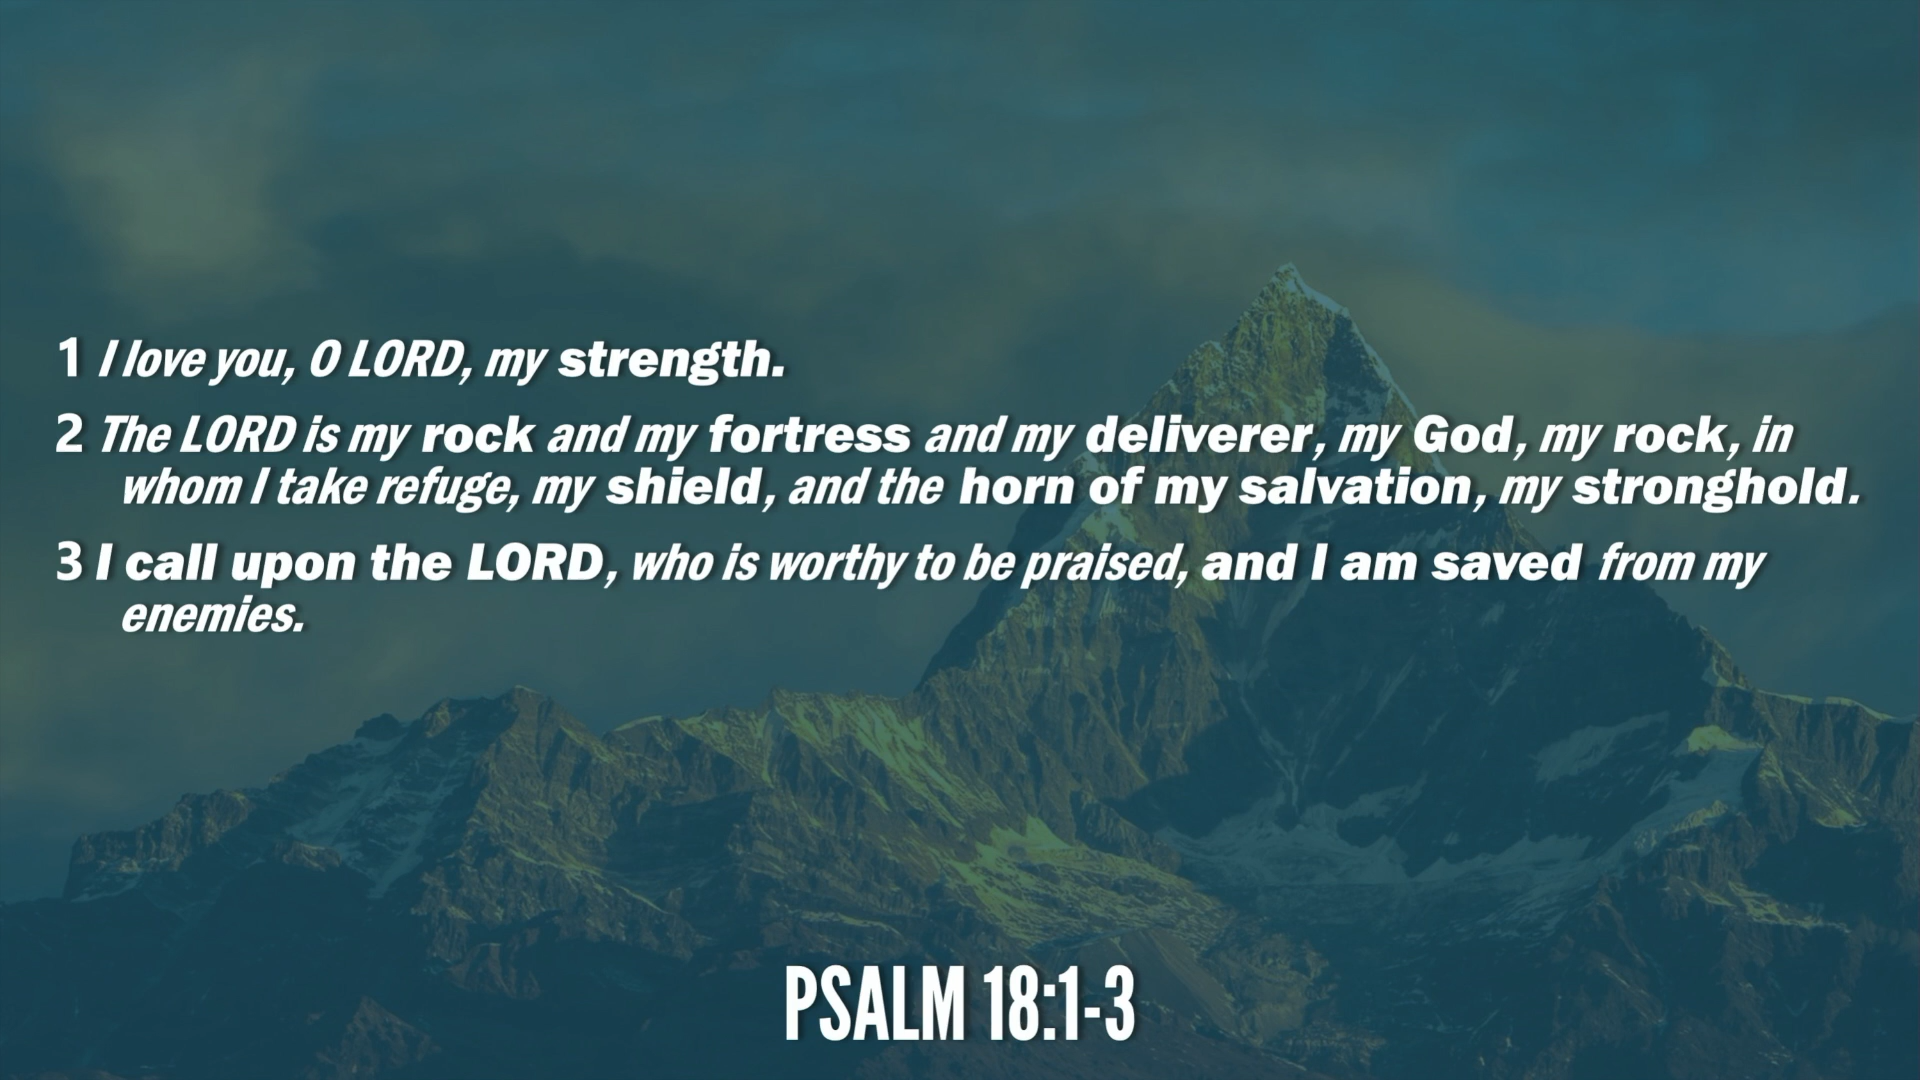 1 I love you, O LORD, my strength.
2 The LORD is my rock and my fortress and my deliverer, my God, my rock, in
whom I take refuge, my shield, and the horn of my salvation, my stronghold.
3 I call upon the LORD, who is worthy to be praised, and I am saved from my
enemies.
PSALM 18:1-3